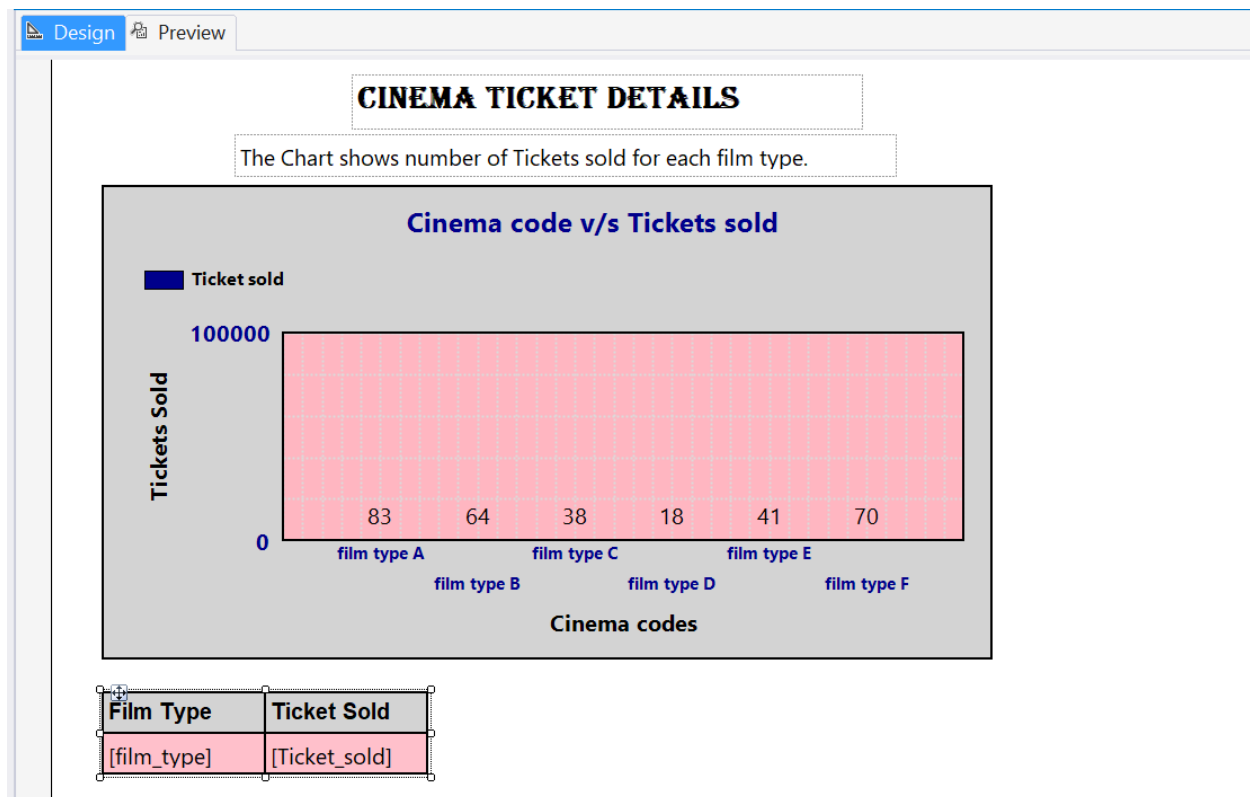 Design Preview
CINEMA TICKET DETAILS
The Chart shows number of Tickets sold for each film type.
Cinema code v/s Tickets sold
Ticket sold
100000
Tickets Sold
83 64 38 18 41 70
0
film type A film type C film type E
film type B film type D film type F
Cinema codes
Film Type Ticket Sold
[film_type] [Ticket_sold]